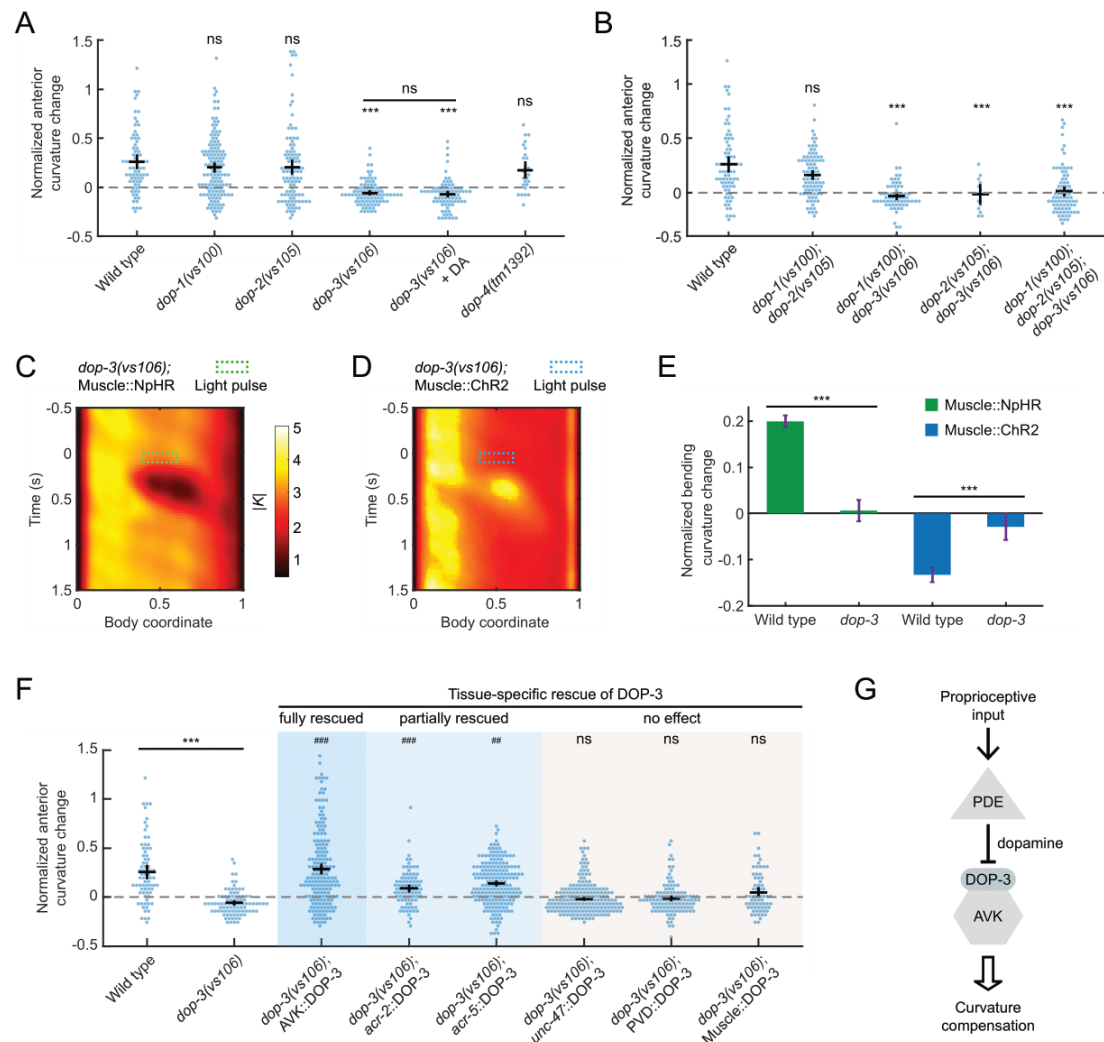 A
Normalized anterior
curvature change
1.5
1
0.5
0
-0.5
ns
ns
ns
***
***
ns
Wild type
dop-1(vs100)
dop-2(vs105)
dop-3(vs106)
dop-3(vs106)
+ DA
dop-4(tm1392)
B
Normalized anterior
curvature change
1.5
1
0.5
0
-0.5
ns
***
***
***
Wild type
dop-1(vs100);
dop-2(vs105)
dop-1(vs100);
dop-3(vs106)
dop-2(vs105);
dop-3(vs106)
dop-1(vs100);
dop-2(vs105);
dop-3(vs106)
C
dop-3(vs106);
Muscle::NpHR
Light pulse
Time (s)
-0.5
0
0.5
1
1.5
0
0.5
1
Body coordinate
5
4
3
2
1
|K|
D
dop-3(vs106);
Muscle::ChR2
Light pulse
Time (s)
-0.5
0
0.5
1
1.5
0
0.5
1
Body coordinate
E
Normalized bending
curvature change
0.2
0.1
0
-0.1
-0.2
***
***
Muscle::NpHR
Muscle::ChR2
Wild type
dop-3
Wild type
dop-3
F
Tissue-specific rescue of DOP-3
fully rescued
partially rescued
no effect
Normalized anterior
curvature change
1.5
1
0.5
0
-0.5
***
###
###
##
ns
ns
ns
Wild type
dop-3(vs106)
dop-3(vs106);
AVK::DOP-3
dop-3(vs106);
acr-2::DOP-3
dop-3(vs106);
acr-5::DOP-3
dop-3(vs106);
unc-47::DOP-3
dop-3(vs106);
PVD::DOP-3
dop-3(vs106);
Muscle::DOP-3
G
Proprioceptive
input
PDE
dopamine
DOP-3
AVK
Curvature
compensation